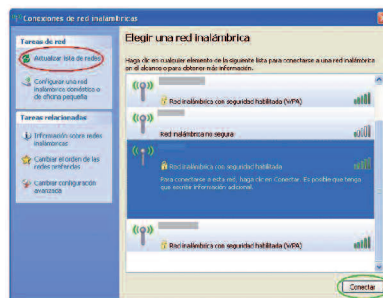 Conexiones de red inalámbricas
Tareas de red
Actualizar lista de redes
Configurar una red
inalámbrica doméstica o
de oficina pequeña
Tareas relacionadas
Información sobre redes
inalámbricas
Cambiar el orden de las
redes preferidas
Cambiar configuración
avanzada
Elegir una red inalámbrica
Haga clic en cualquier elemento de la siguiente lista para conectarse a una red inalámbrica
en el alcance o para obtener más información.
Red inalámbrica con seguridad habilitada (WPA)
Red inalámbrica no segura
Red inalámbrica con seguridad habilitada
Para conectarse a esta red, haga clic en Conectar. Es posible que tenga
que escribir información adicional.
Red inalámbrica con seguridad habilitada (WPA)
Conectar